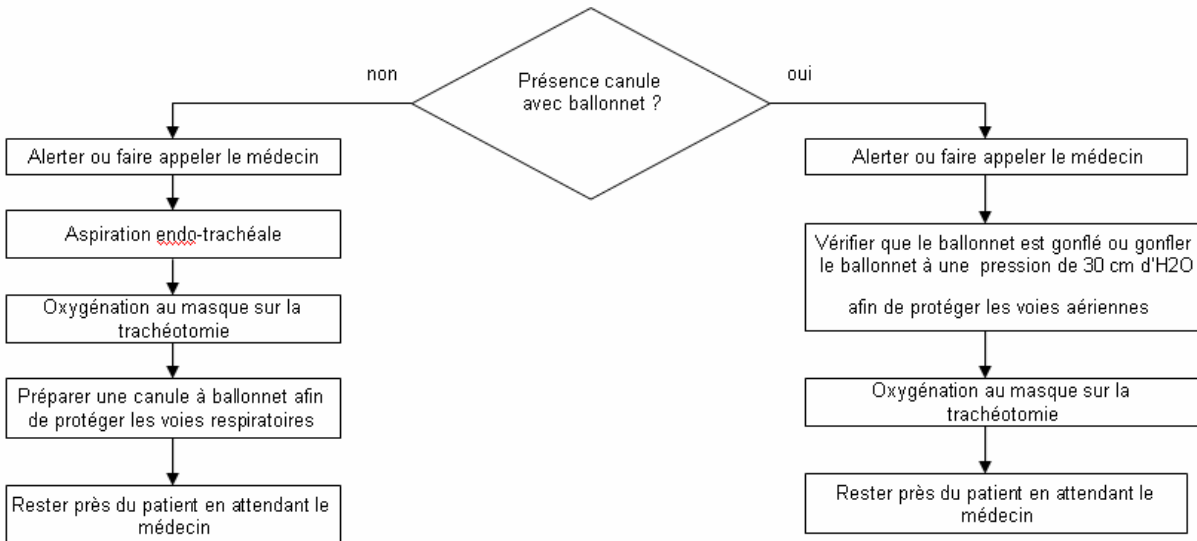 Présence canule
avec ballonnet ?
non
oui
Alerter ou faire appeler le médecin
Aspiration endo-trachéale
Oxygénation au masque sur la
trachéotomie
Préparer une canule à ballonnet afin
de protéger les voies respiratoires
Rester près du patient en attendant le
médecin
Alerter ou faire appeler le médecin
Vérifier que le ballonnet est gonflé ou gonfler
le ballonnet à une pression de 30 cm d'H2O
afin de protéger les voies aériennes
Oxygénation au masque sur la
trachéotomie
Rester près du patient en attendant le
médecin